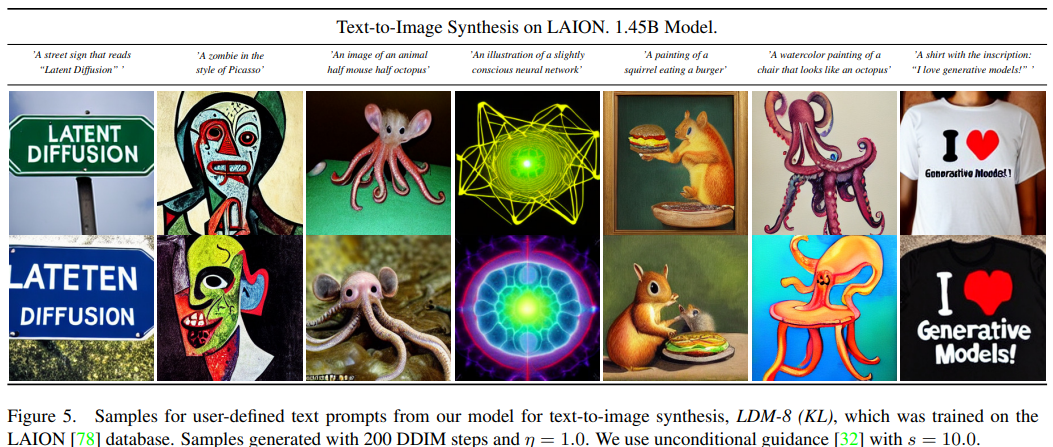 Text-to-Image Synthesis on LAION. 1.45B Model.
'A street sign that reads
“Latent Diffusion” '
'A zombie in the
style of Picasso'
'An image of an animal
half mouse half octopus'
'An illustration of a slightly
conscious neural network'
'A painting of a
squirrel eating a burger'
'A watercolor painting of a
chair that looks like an octopus'
'A shirt with the inscription:
“I love generative models!” '
LATENT
DIFFUSION
I
Generative Moodel!!
LATETEN
DIFFUSION
I
Generative
Models!
Figure 5. Samples for user-defined text prompts from our model for text-to-image synthesis, LDM-8 (KL), which was trained on the
LAION [78] database. Samples generated with 200 DDIM steps and η = 1.0. We use unconditional guidance [32] with s = 10.0.